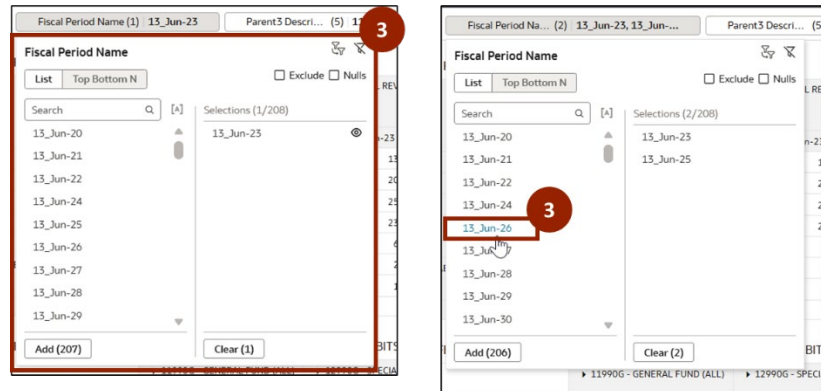 Fiscal Period Name (1) 13_Jun-23 Parent3 Descri... (5) 11
3
Fiscal Period Name
List Top Bottom N Exclude Nulls
Search [A] Selections (1/208)
13_Jun-20 13_Jun-23
13_Jun-21
13_Jun-22
13_Jun-24
13_Jun-25
13_Jun-26
13_Jun-27
13_Jun-28
13_Jun-29
Add (207) Clear (1)
Fiscal Period Na... (2) 13_Jun-23, 13_Jun-... Parent3 Descri... (5
Fiscal Period Name
List Top Bottom N Exclude Nulls
Search [A] Selections (2/208)
13_Jun-20 13_Jun-23
13_Jun-21 13_Jun-25
13_Jun-22
13_Jun-24
13_Jun-26 3
13_Jun-28
13_Jun-29
13_Jun-30
Add (206) Clear (2)
11990G - GENERAL FUND (ALL) 12990G - SPECI